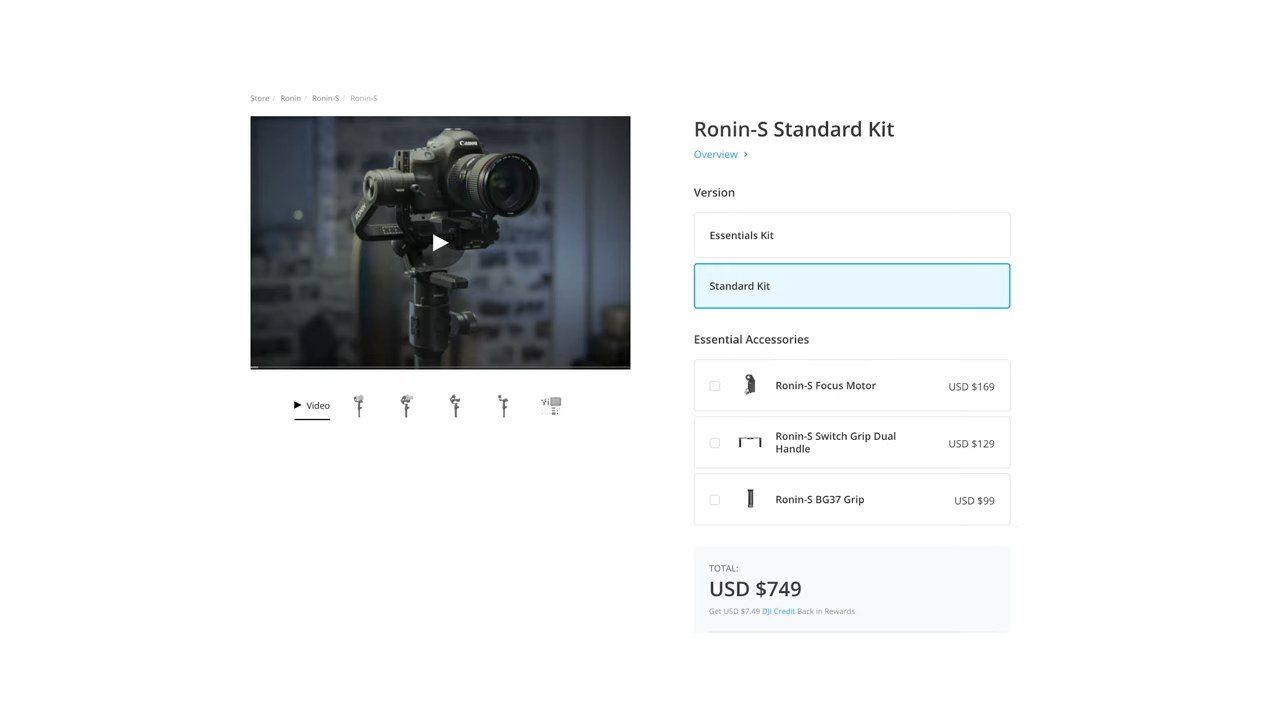 Store / Ronin / Ronin-S / Ronin-S
Canon
Video
Ronin-S Standard Kit
Overview >
Version
Essentials Kit
Standard Kit
Essential Accessories
Ronin-S Focus Motor USD $169
Ronin-S Switch Grip Dual
Handle
USD $129
Ronin-S BG37 Grip USD $99
TOTAL:
USD $749
Get USD $7.49 DJI Credit Back in Rewards